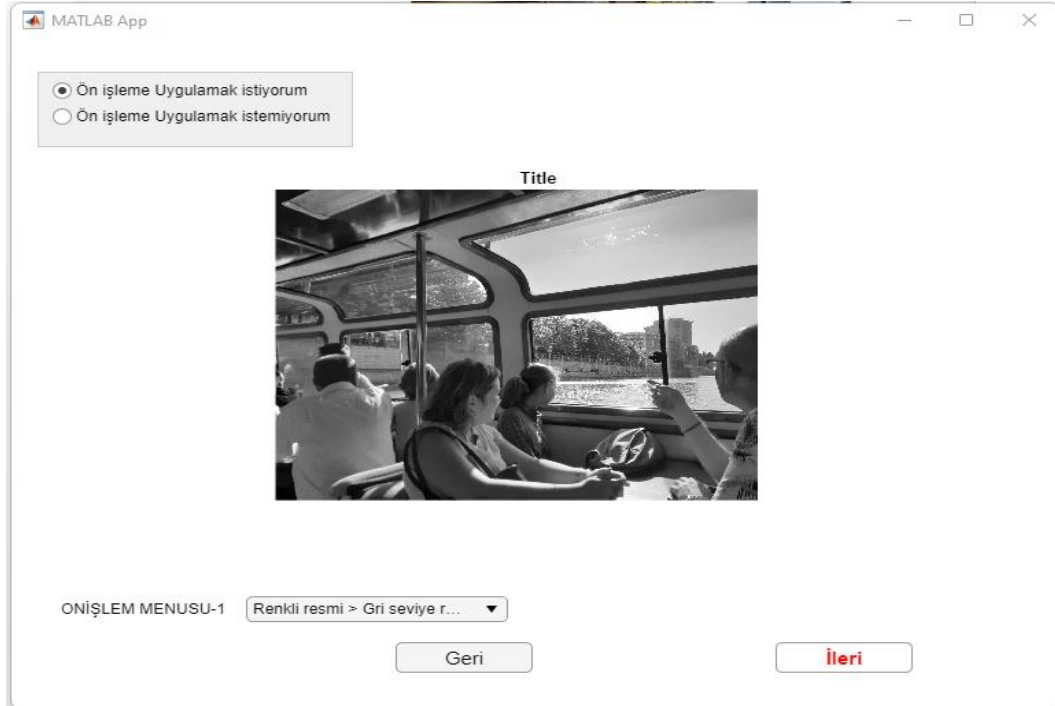 MATLAB App
Ön işleme Uygulamak istiyorum
Ön işleme Uygulamak istemiyorum
Title
ONİŞLEM MENUSU-1 Renkli resmi > Gri seviye r...
Geri İleri